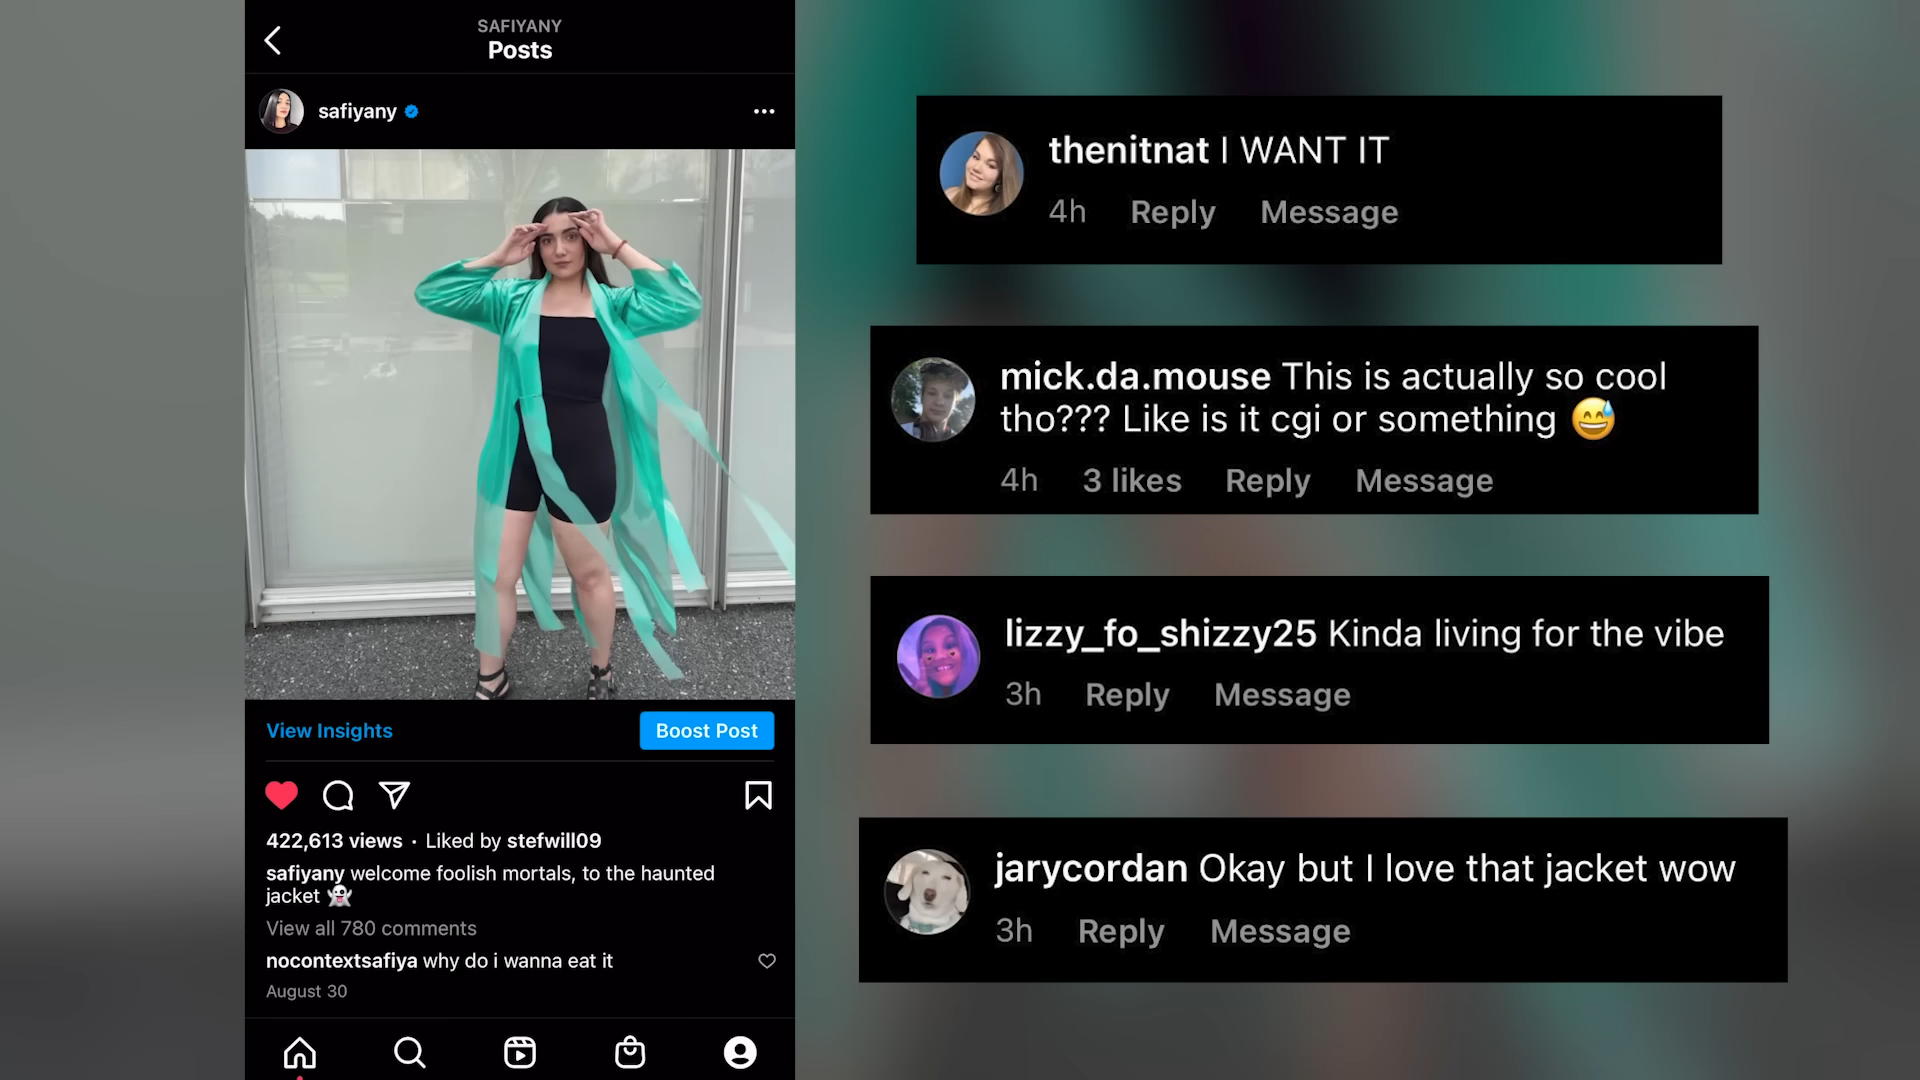 SAFIYANY
Posts
safiyany
View Insights
Boost Post
422,613 views · Liked by stefwill09
safiyany welcome foolish mortals, to the haunted
jacket 👻
View all 780 comments
nocontextsafiya why do i wanna eat it
August 30
thenitnat I WANT IT
4h Reply Message
mick.da.mouse This is actually so cool
tho??? Like is it cgi or something 😅
4h 3 likes Reply Message
lizzy_fo_shizzy25 Kinda living for the vibe
3h Reply Message
jarycordan Okay but I love that jacket wow
3h Reply Message